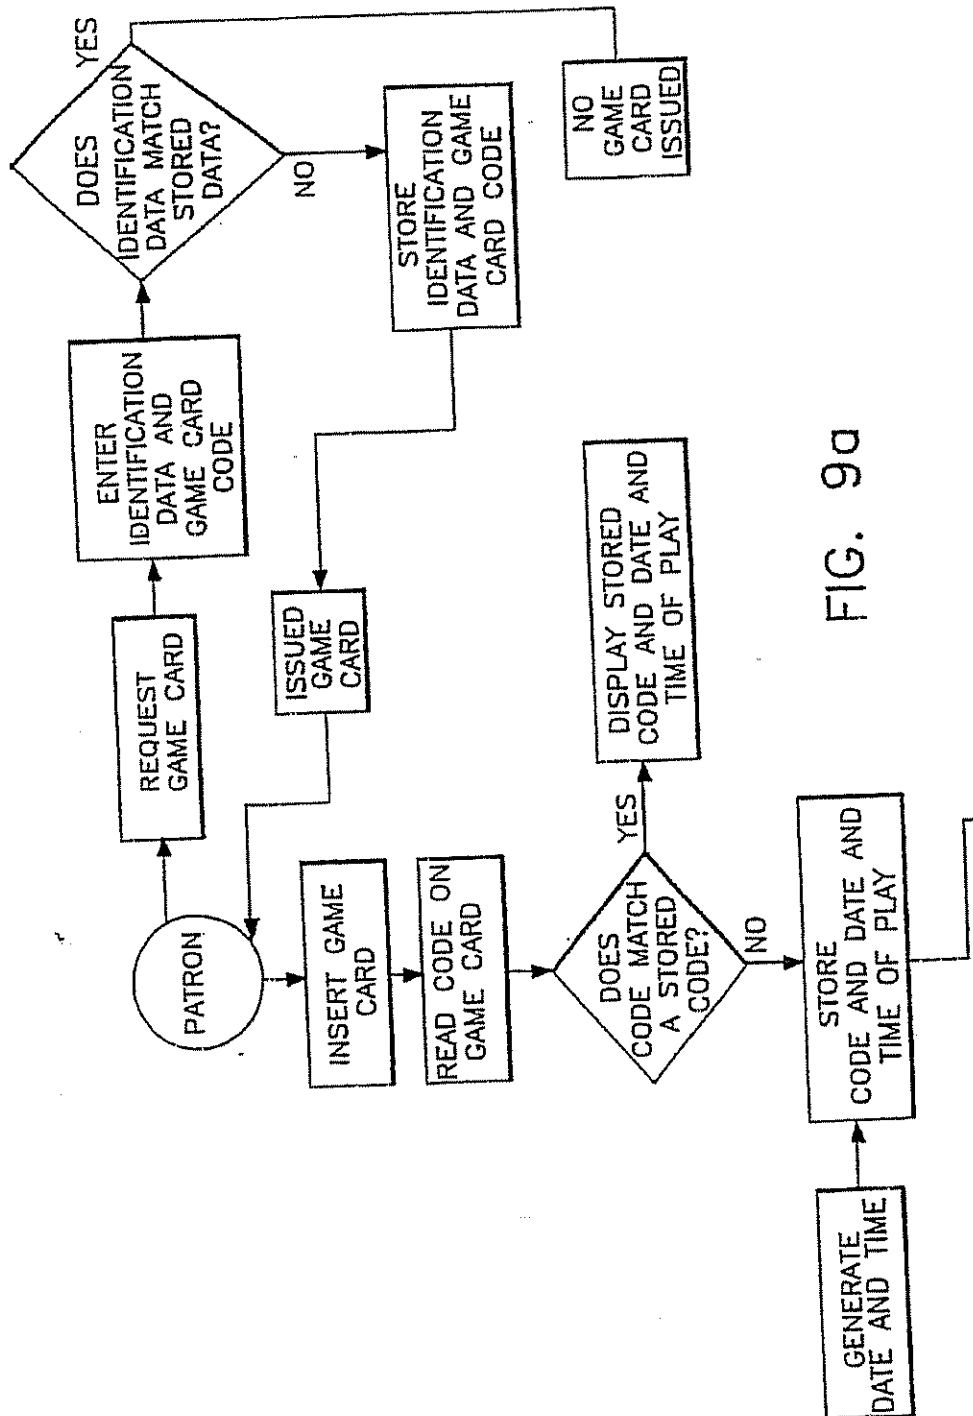 PATRON
REQUEST
GAME CARD
ENTER
IDENTIFICATION
DATA AND
GAME CARD
CODE
DOES
IDENTIFICATION
DATA MATCH
STORED
DATA?
YES
NO
NO
GAME
CARD
ISSUED
STORE
IDENTIFICATION
DATA AND GAME
CARD CODE
ISSUED
GAME
CARD
INSERT GAME
CARD
READ CODE ON
GAME CARD
DOES
CODE MATCH
A STORED
CODE?
YES
NO
DISPLAY STORED
CODE AND DATE AND
TIME OF PLAY
GENERATE
DATE AND TIME
STORE
CODE AND DATE AND
TIME OF PLAY
FIG. 9a